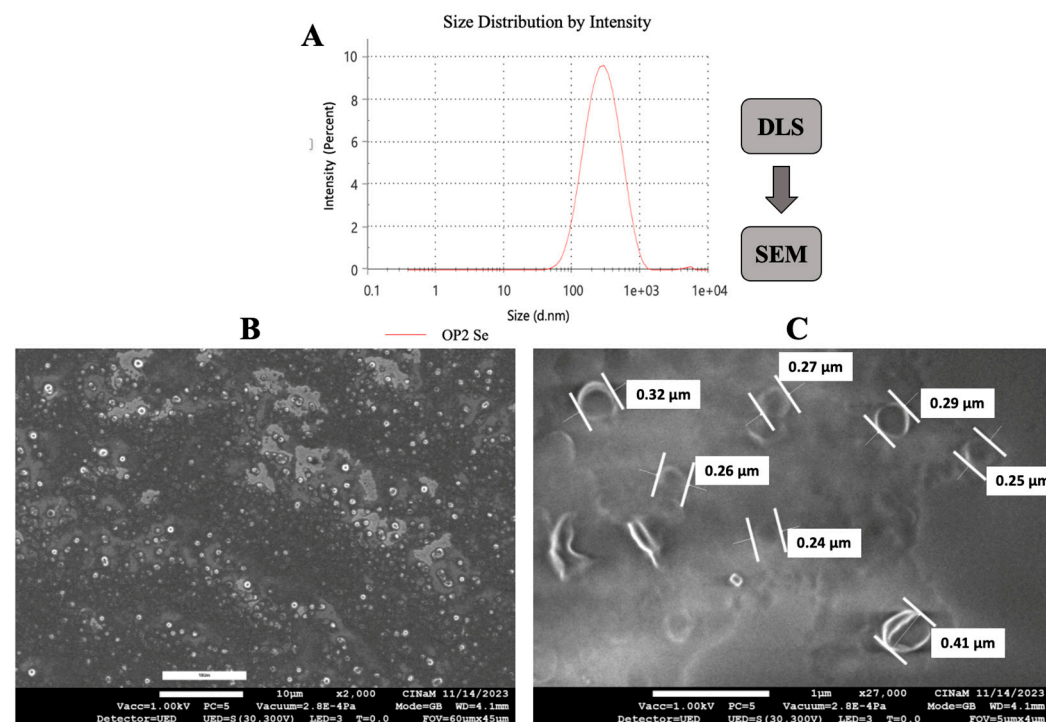 A
Size Distribution by Intensity
Intensity (Percent)
10
8
6
4
2
0
0.1 1 10 100 1e+03 1e+04
Size (d.nm)
OP2 Se
DLS
SEM
B
10μm x2,000 CINaM 11/14/2023
Vacc=1.00kV PC=5 Vacuum=2.8E-4Pa Mode=GB WD=4.1mm
Detector=UED UED=S(30.300V) LED=3 T=0.0 FOV=60umx45um
C
0.27 μm
0.32 μm
0.29 μm
0.26 μm
0.25 μm
0.24 μm
0.41 μm
1μm x27,000 CINaM 11/14/2023
Vacc=1.00kV PC=5 Vacuum=2.8E-4Pa Mode=GB WD=4.1mm
Detector=UED UED=S(30.300V) LED=3 T=0.0 FOV=5umx4um